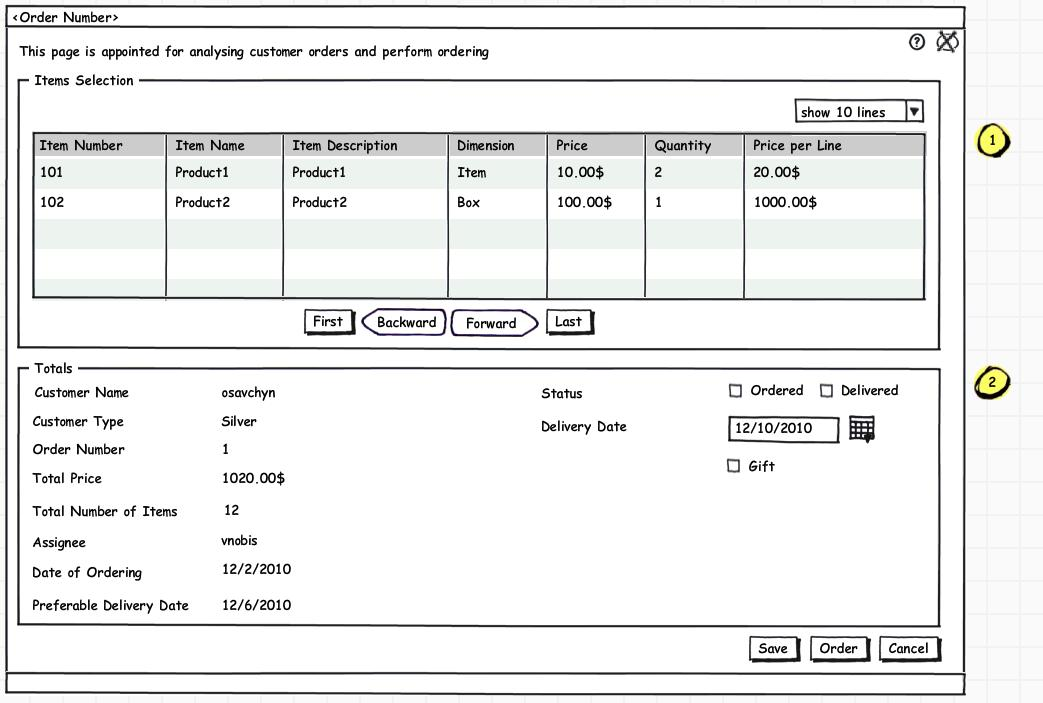 <Order Number>
This page is appointed for analysing customer orders and perform ordering
?
Items Selection
show 10 lines
1
Item Number Item Name Item Description Dimension Price Quantity Price per Line
101 Product1 Product1 Item 10.00$ 2 20.00$
102 Product2 Product2 Box 100.00$ 1 1000.00$
First Backward Forward Last
Totals
2
Customer Name osavchyn Status Ordered Delivered
Customer Type Silver Delivery Date 12/10/2010
Order Number 1
Gift
Total Price 1020.00$
Total Number of Items 12
Assignee vnobis
Date of Ordering 12/2/2010
Preferable Delivery Date 12/6/2010
Save Order Cancel